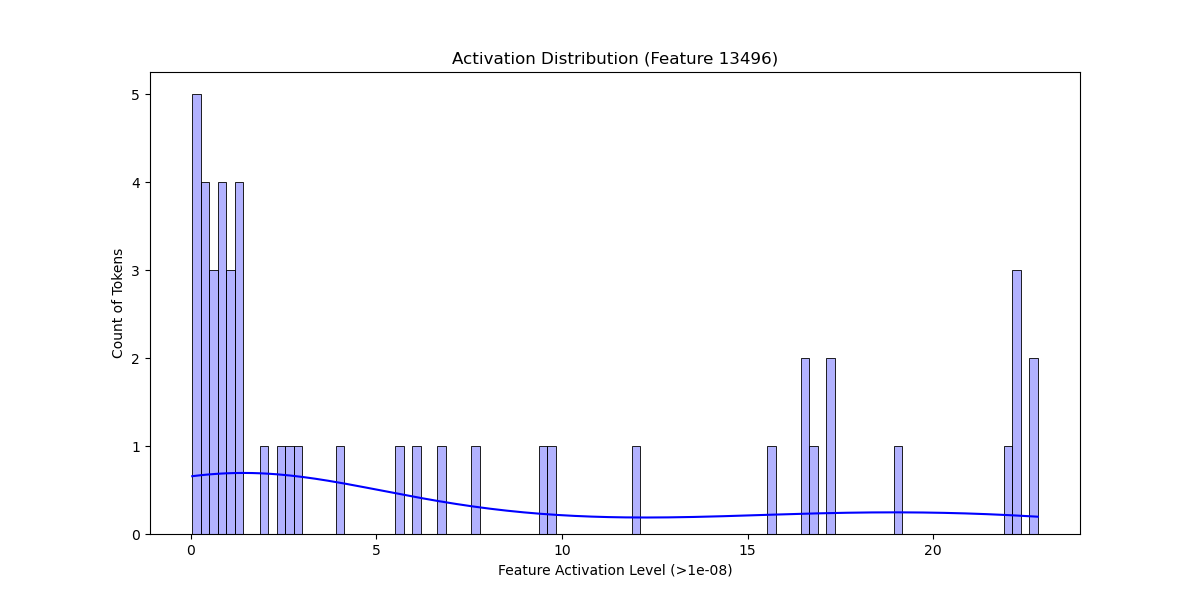 Activation Distribution (Feature 13496)
Count of Tokens
5
4
3
2
1
0
0 5 10 15 20
Feature Activation Level (>1e-08)